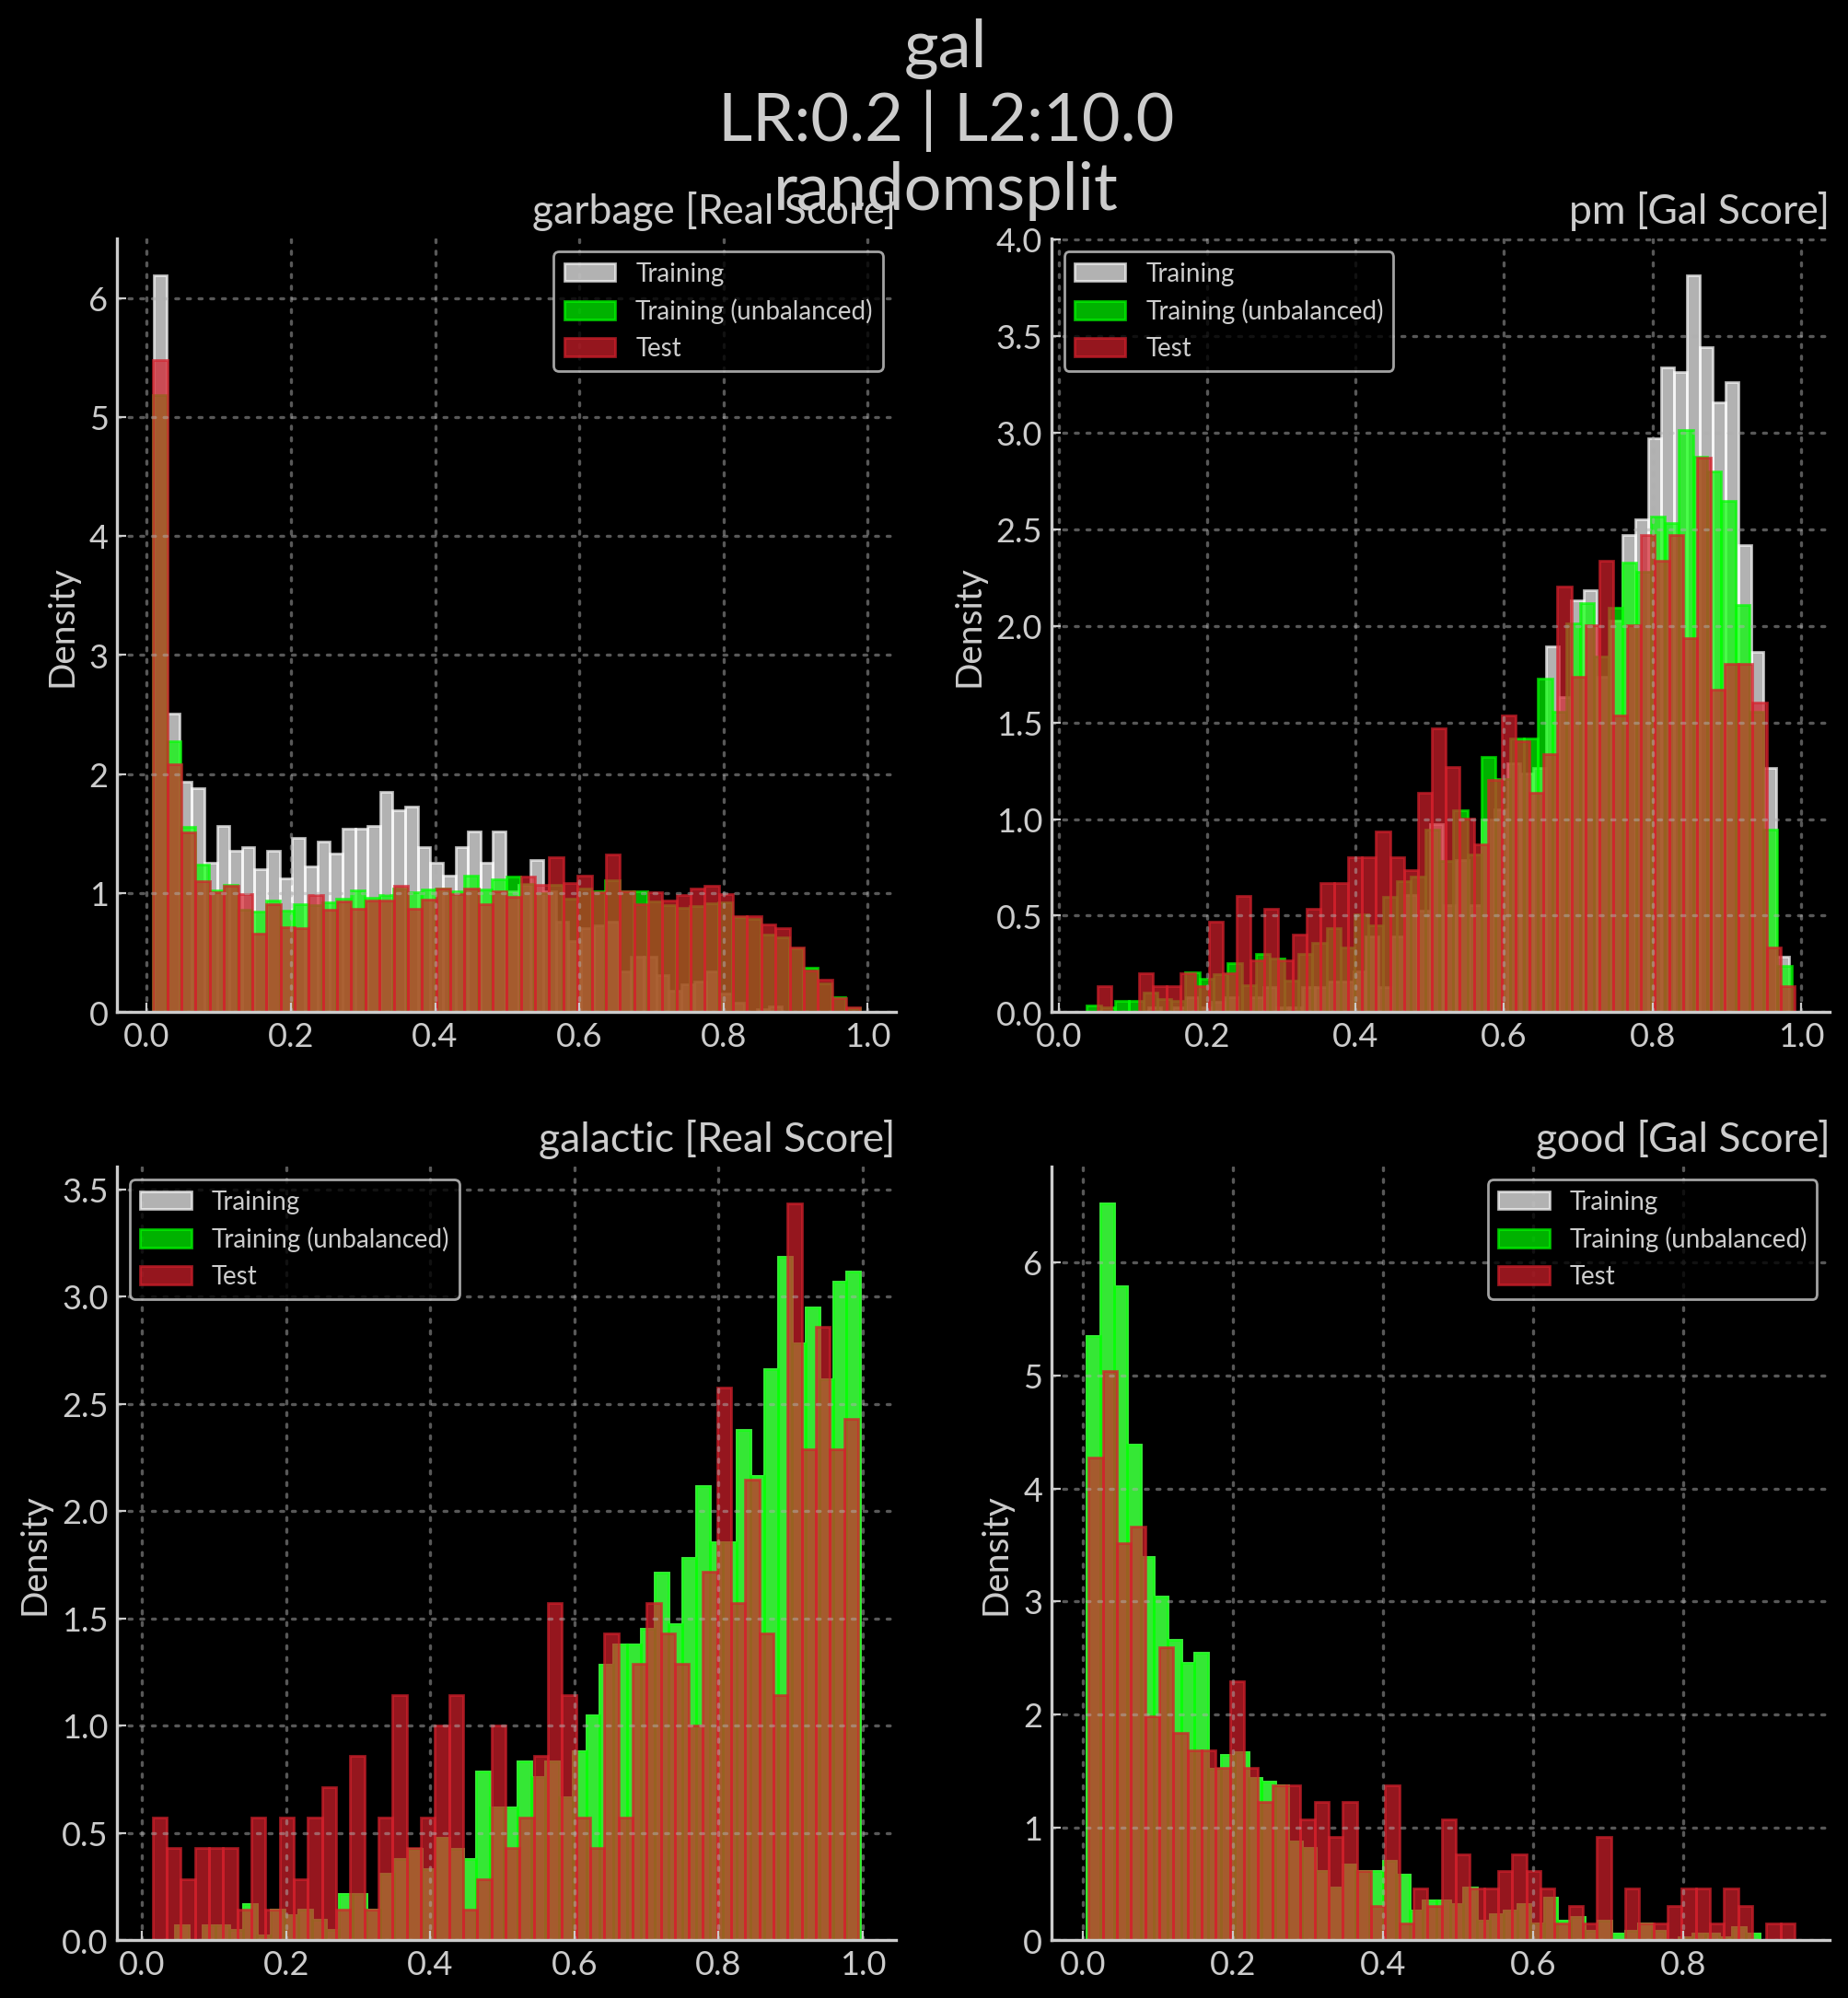 gal
LR:0.2 | L2:10.0
randomsplit
garbage [Real Score]
Training
Training (unbalanced)
Test
Density
6
5
4
3
2
1
0
0.0 0.2 0.4 0.6 0.8 1.0
pm [Gal Score]
Training
Training (unbalanced)
Test
Density
4.0
3.5
3.0
2.5
2.0
1.5
1.0
0.5
0.0
0.0 0.2 0.4 0.6 0.8 1.0
galactic [Real Score]
Training
Training (unbalanced)
Test
Density
3.5
3.0
2.5
2.0
1.5
1.0
0.5
0.0
0.0 0.2 0.4 0.6 0.8 1.0
good [Gal Score]
Training
Training (unbalanced)
Test
Density
6
5
4
3
2
1
0
0.0 0.2 0.4 0.6 0.8